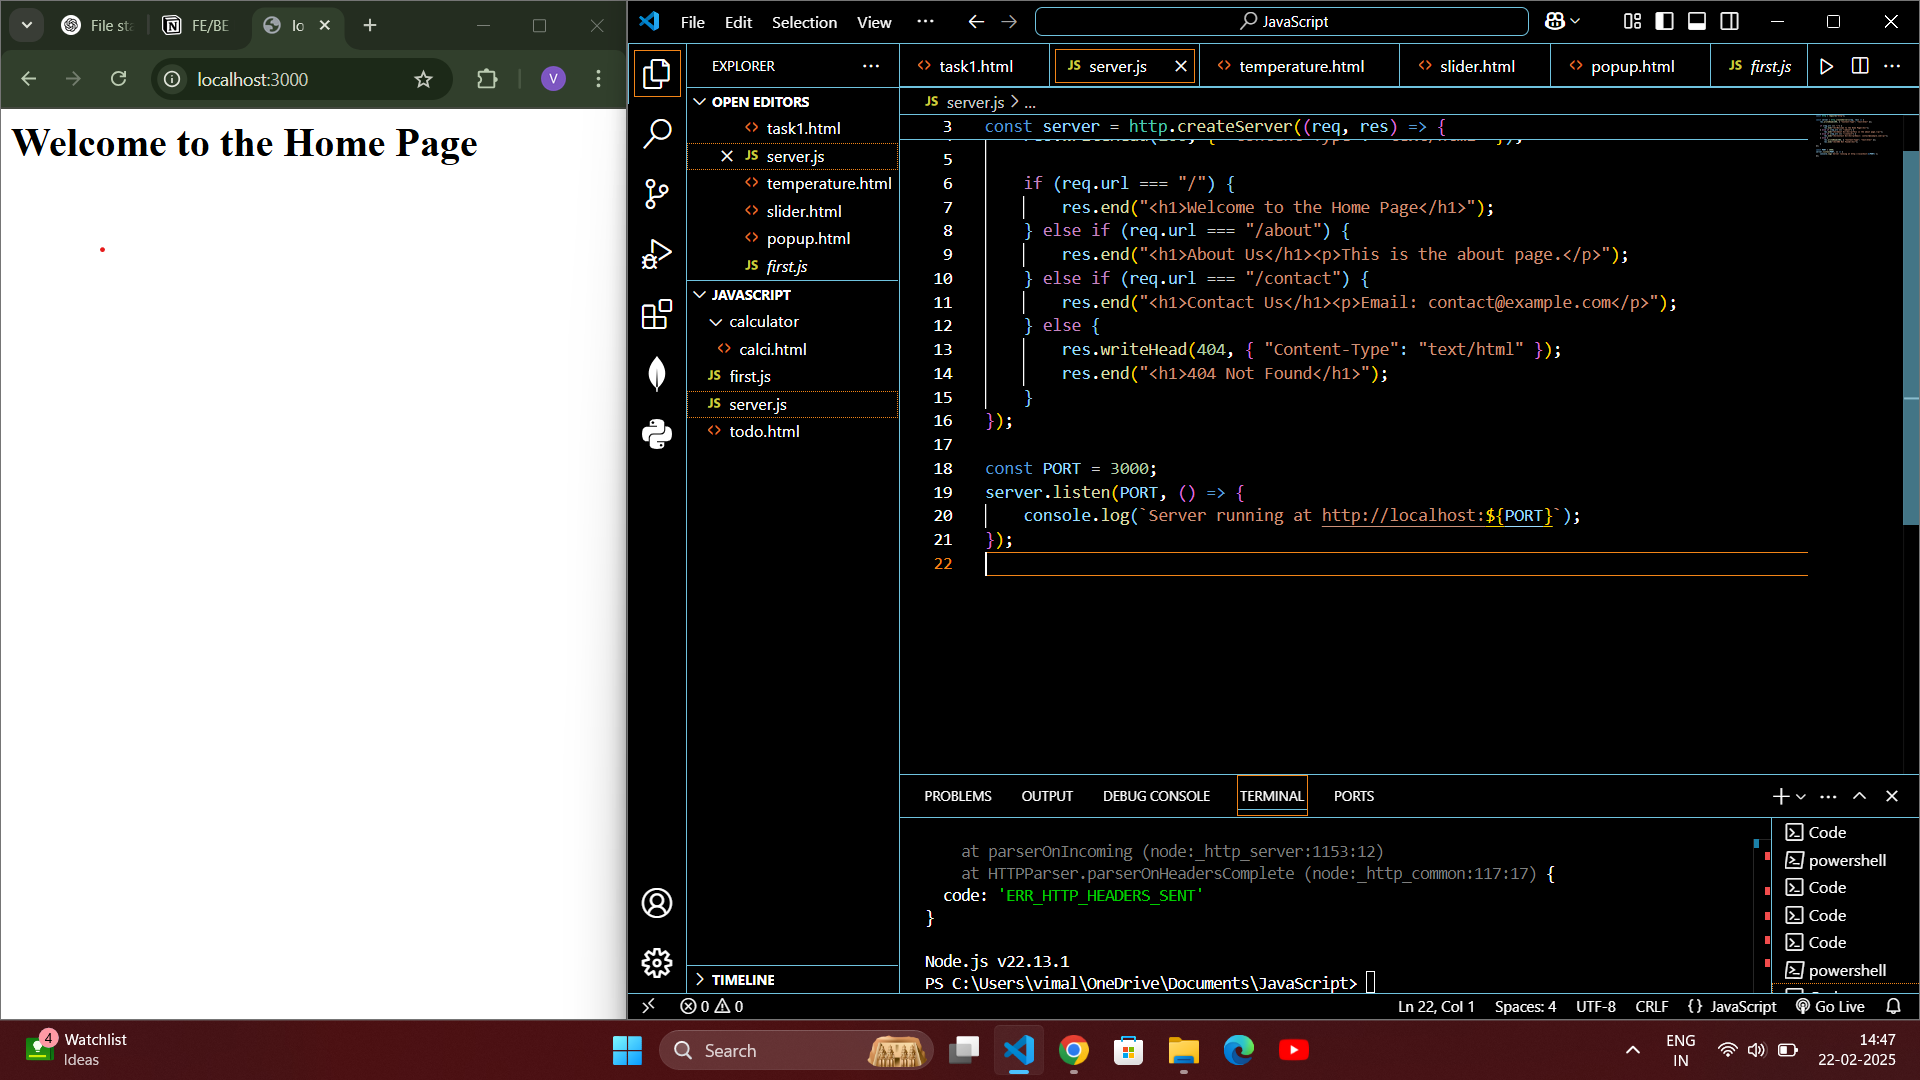 File sta
FE/BE
lo
localhost:3000
V
Welcome to the Home Page
File Edit Selection View
JavaScript
EXPLORER
OPEN EDITORS
task1.html
server.js
temperature.html
slider.html
popup.html
first.js
JAVASCRIPT
calculator
calci.html
first.js
server.js
todo.html
TIMELINE
task1.html
server.js
temperature.html
slider.html
popup.html
first.js
server.js > ...
3 const server = http.createServer((req, res) => {
5
6 if (req.url === "/") {
7 res.end("<h1>Welcome to the Home Page</h1>");
8 } else if (req.url === "/about") {
9 res.end("<h1>About Us</h1><p>This is the about page.</p>");
10 } else if (req.url === "/contact") {
11 res.end("<h1>Contact Us</h1><p>Email: contact@example.com</p>");
12 } else {
13 res.writeHead(404, { "Content-Type": "text/html" });
14 res.end("<h1>404 Not Found</h1>");
15 }
16 });
17
18 const PORT = 3000;
19 server.listen(PORT, () => {
20 console.log(`Server running at http://localhost:${PORT}`);
21 });
22
PROBLEMS OUTPUT DEBUG CONSOLE TERMINAL PORTS
at parserOnIncoming (node:_http_server:1153:12)
at HTTPParser.parserOnHeadersComplete (node:_http_common:117:17) {
code: 'ERR_HTTP_HEADERS_SENT'
}
Node.js v22.13.1
PS C:\Users\vimal\OneDrive\Documents\JavaScript>
Code
powershell
Code
Code
Code
powershell
0 0
Ln 22, Col 1 Spaces: 4 UTF-8 CRLF {} JavaScript Go Live
4
Watchlist
Ideas
Search
ENG
IN
14:47
22-02-2025